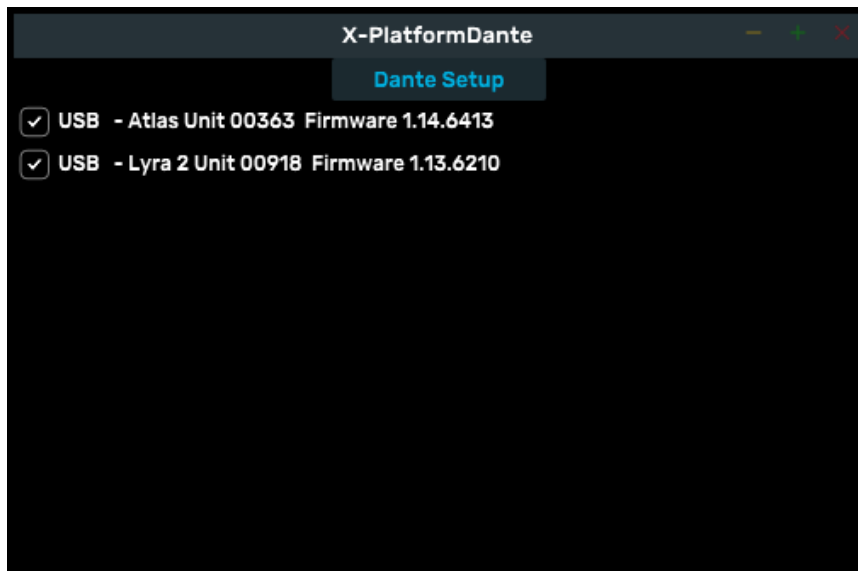 X-PlatformDante
Dante Setup
USB - Atlas Unit 00363 Firmware 1.14.6413
USB - Lyra 2 Unit 00918 Firmware 1.13.6210